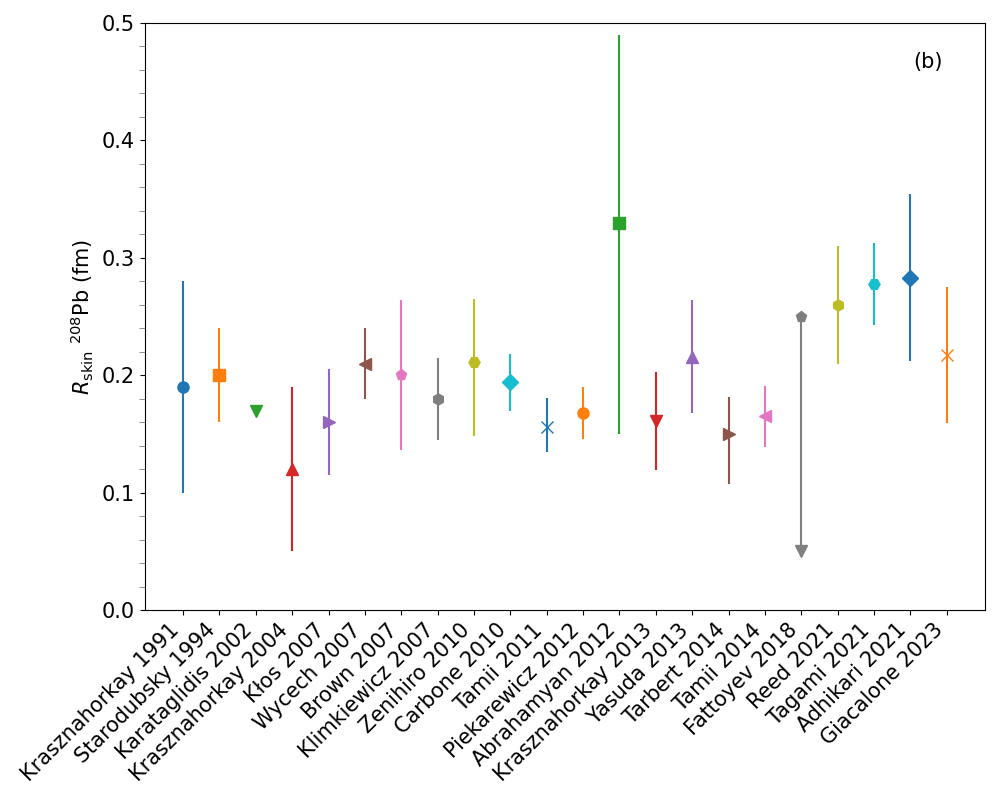 (b)
0.5
0.4
0.3
0.2
0.1
0.0
R_skin ²⁰⁸Pb (fm)
Krasznahorkay 1991
Starodubsky 1994
Karataglidis 2002
Krasznahorkay 2004
Kłos 2007
Wycech 2007
Brown 2007
Klimkiewicz 2007
Zenihiro 2010
Carbone 2010
Tamii 2011
Piekarewicz 2012
Abrahamyan 2012
Krasznahorkay 2013
Yasuda 2013
Tarbert 2014
Tamii 2014
Fattoyev 2018
Reed 2021
Tagami 2021
Adhikari 2021
Giacalone 2023